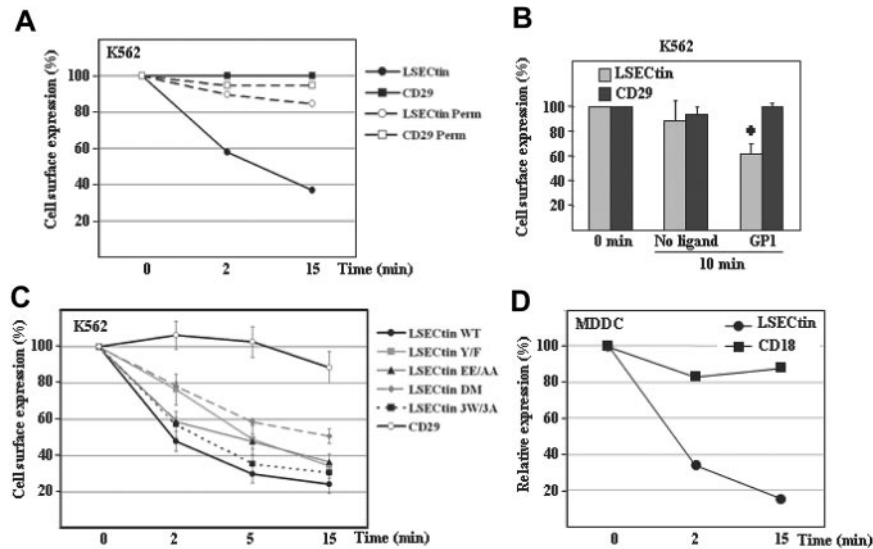 A
K562
Cell surface expression (%)
100
80
60
40
20
0 2 15 Time (min)
LSECtin
CD29
LSECtin Perm
CD29 Perm
B
K562
Cell surface expression (%)
LSECtin
CD29
100
80
60
40
20
*
0 min No ligand GP1
10 min
C
K562
Cell surface expression (%)
100
80
60
40
20
0 2 5 15 Time (min)
LSECtin WT
LSECtin Y/F
LSECtin EE/AA
LSECtin DM
LSECtin 3W/3A
CD29
D
MDDC
LSECtin
CD18
Relative expression (%)
100
80
60
40
20
0 2 15 Time (min)